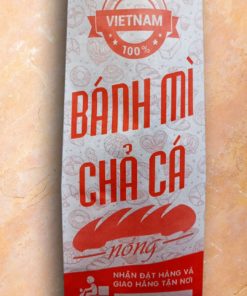 VIETNAM
100%
BÁNH MÌ
CHẢ CÁ
nóng
NHẬN ĐẶT HÀNG VÀ
GIAO HÀNG TẬN NƠI